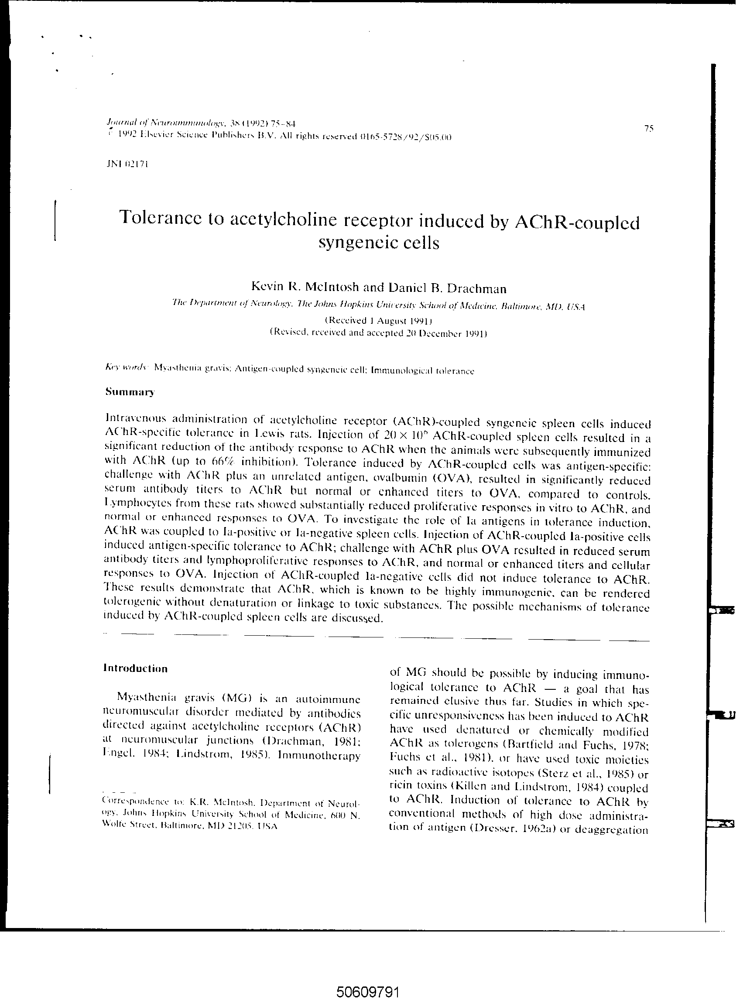 Journal of Neuroimmunology, 38 (1992) 75-84
© 1992 Elsevier Science Publishers B.V. All rights reserved 0165-5728/92/$05.00
75
JNI 02171
Tolerance to acetylcholine receptor induced by AChR-coupled
syngeneic cells
Kevin R. McIntosh and Daniel B. Drachman
The Department of Neurology, The Johns Hopkins University School of Medicine, Baltimore, MD, USA
(Received 1 August 1991)
(Revised, received and accepted 20 December 1991)
Key words: Myasthenia gravis; Antigen-coupled syngeneic cell; Immunological tolerance
Summary
Intravenous administration of acetylcholine receptor (AChR)-coupled syngeneic spleen cells induced
AChR-specific tolerance in Lewis rats. Injection of 20 × 10⁶ AChR-coupled spleen cells resulted in a
significant reduction of the antibody response to AChR when the animals were subsequently immunized
with AChR (up to 66% inhibition). Tolerance induced by AChR-coupled cells was antigen-specific:
challenge with AChR plus an unrelated antigen, ovalbumin (OVA), resulted in significantly reduced
serum antibody titers to AChR but normal or enhanced titers to OVA, compared to controls.
Lymphocytes from these rats showed substantially reduced proliferative responses in vitro to AChR, and
normal or enhanced responses to OVA. To investigate the role of Ia antigens in tolerance induction,
AChR was coupled to Ia-positive or Ia-negative spleen cells. Injection of AChR-coupled Ia-positive cells
induced antigen-specific tolerance to AChR; challenge with AChR plus OVA resulted in reduced serum
antibody titers and lymphoproliferative responses to AChR, and normal or enhanced titers and cellular
responses to OVA. Injection of AChR-coupled Ia-negative cells did not induce tolerance to AChR.
These results demonstrate that AChR, which is known to be highly immunogenic, can be rendered
tolerogenic without denaturation or linkage to toxic substances. The possible mechanisms of tolerance
induced by AChR-coupled spleen cells are discussed.
Introduction
Myasthenia gravis (MG) is an autoimmune
neuromuscular disorder mediated by antibodies
directed against acetylcholine receptors (AChR)
at neuromuscular junctions (Drachman, 1981;
Engel, 1984; Lindstrom, 1985). Immunotherapy
Correspondence to: K.R. McIntosh, Department of Neurol-
ogy, Johns Hopkins University School of Medicine, 600 N.
Wolfe Street, Baltimore, MD 21205, USA
of MG should be possible by inducing immuno-
logical tolerance to AChR — a goal that has
remained elusive thus far. Studies in which spe-
cific unresponsiveness has been induced to AChR
have used denatured or chemically modified
AChR as tolerogens (Bartfield and Fuchs, 1978;
Fuchs et al., 1981), or have used toxic moieties
such as radioactive isotopes (Sterz et al., 1985) or
ricin toxins (Killen and Lindstrom, 1984) coupled
to AChR. Induction of tolerance to AChR by
conventional methods of high dose administra-
tion of antigen (Dresser, 1962a) or deaggregation
50609791